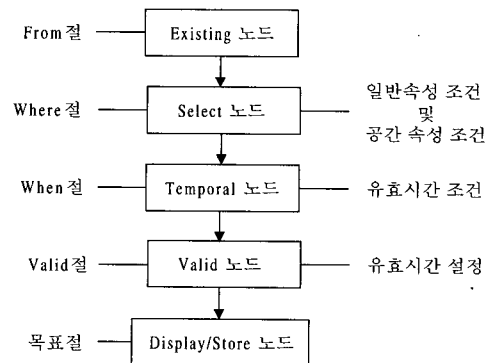 From절
Existing 노드
Where절
Select 노드
일반속성 조건
및
공간 속성 조건
When절
Temporal 노드
유효시간 조건
Valid절
Valid 노드
유효시간 설정
목표절
Display/Store 노드